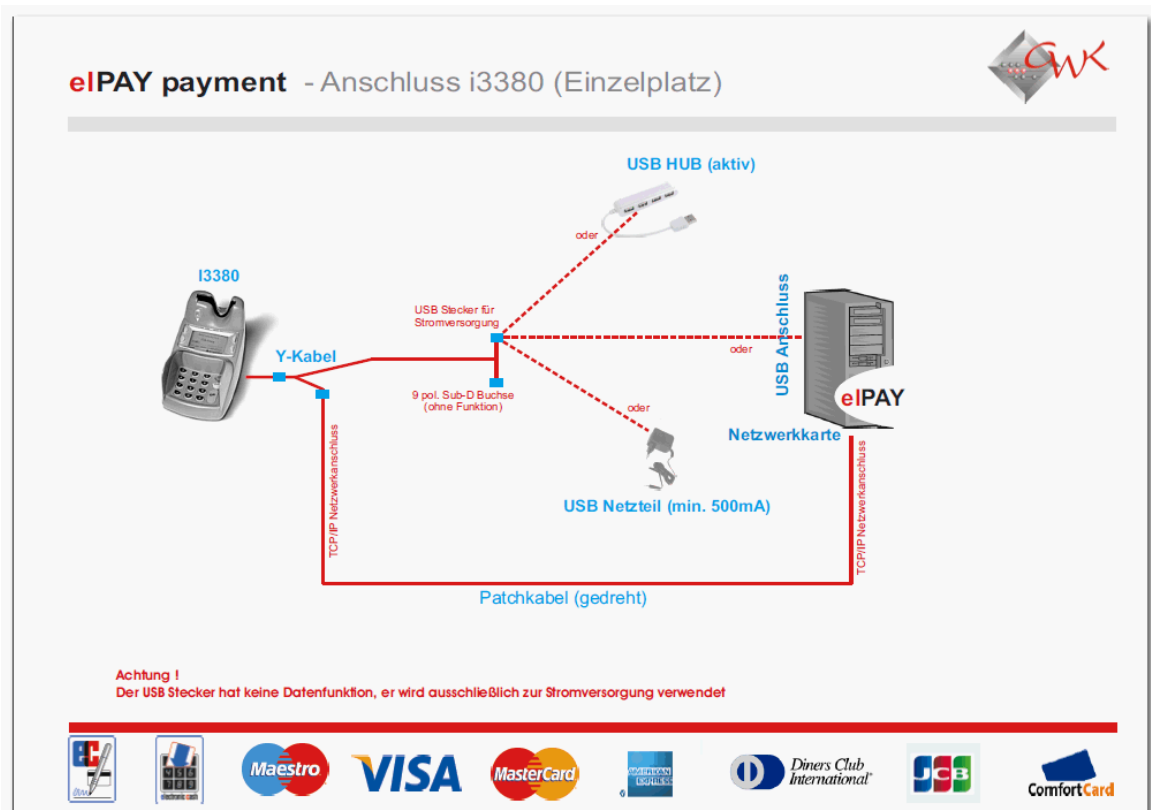 elPAY payment - Anschluss i3380 (Einzelplatz)
GWK
USB HUB (aktiv)
oder
I3380
USB Stecker für
Stromversorgung
USB Anschluss
oder
Y-Kabel
9 pol. Sub-D Buchse
(ohne Funktion)
elPAY
oder
Netzwerkkarte
USB Netzteil (min. 500mA)
TCP/IP Netzwerkanschluss
TCP/IP Netzwerkanschluss
Patchkabel (gedreht)
Achtung !
Der USB Stecker hat keine Datenfunktion, er wird ausschließlich zur Stromversorgung verwendet
ec
Maestro
VISA
MasterCard
AMERICAN
EXPRESS
Diners Club
International®
JCB
ComfortCard